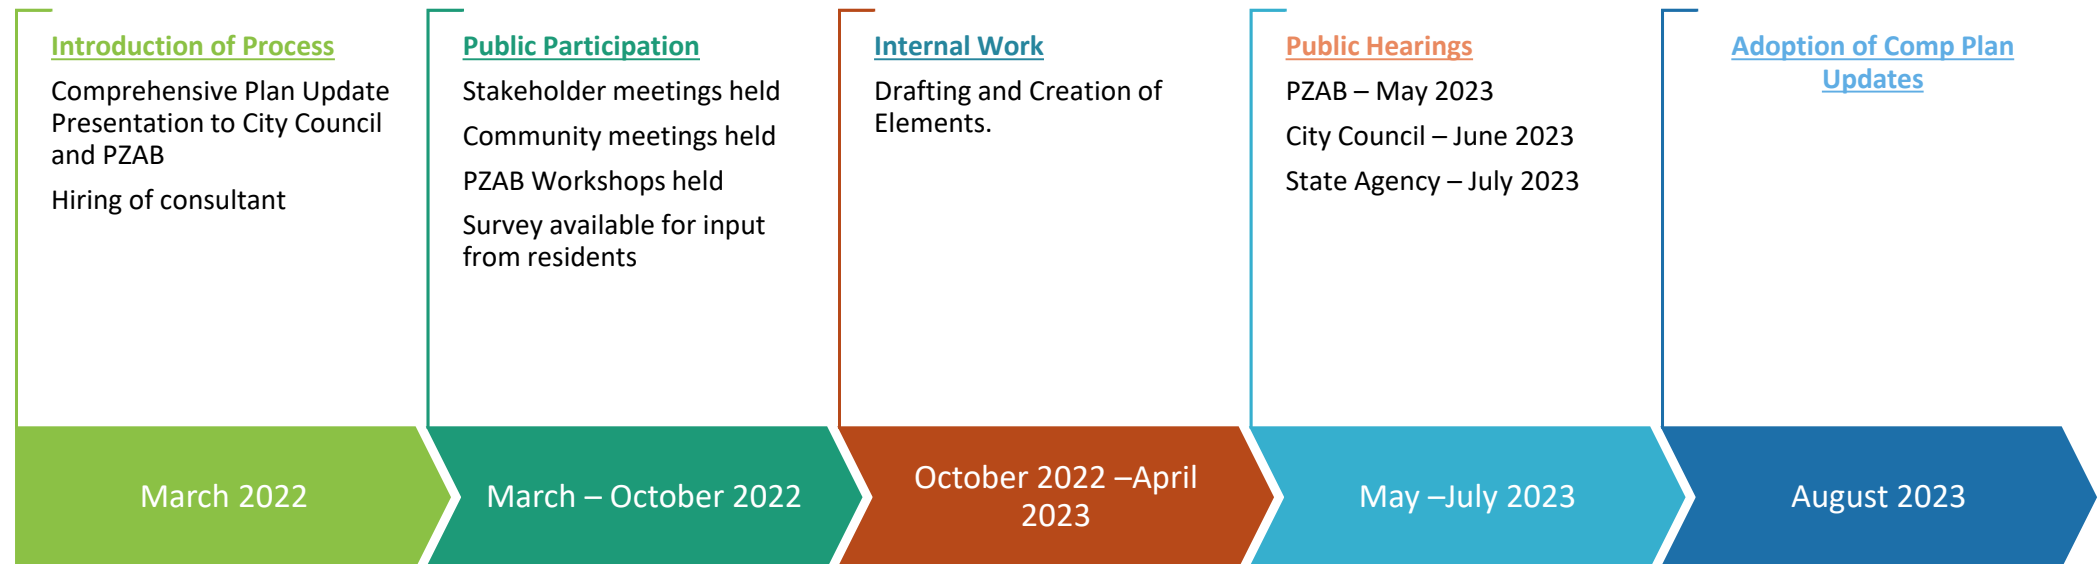 Introduction of Process
Comprehensive Plan Update
Presentation to City Council
and PZAB
Hiring of consultant
Public Participation
Stakeholder meetings held
Community meetings held
PZAB Workshops held
Survey available for input
from residents
Internal Work
Drafting and Creation of
Elements.
Public Hearings
PZAB – May 2023
City Council – June 2023
State Agency – July 2023
Adoption of Comp Plan
Updates
March 2022
March – October 2022
October 2022 –April
2023
May –July 2023
August 2023